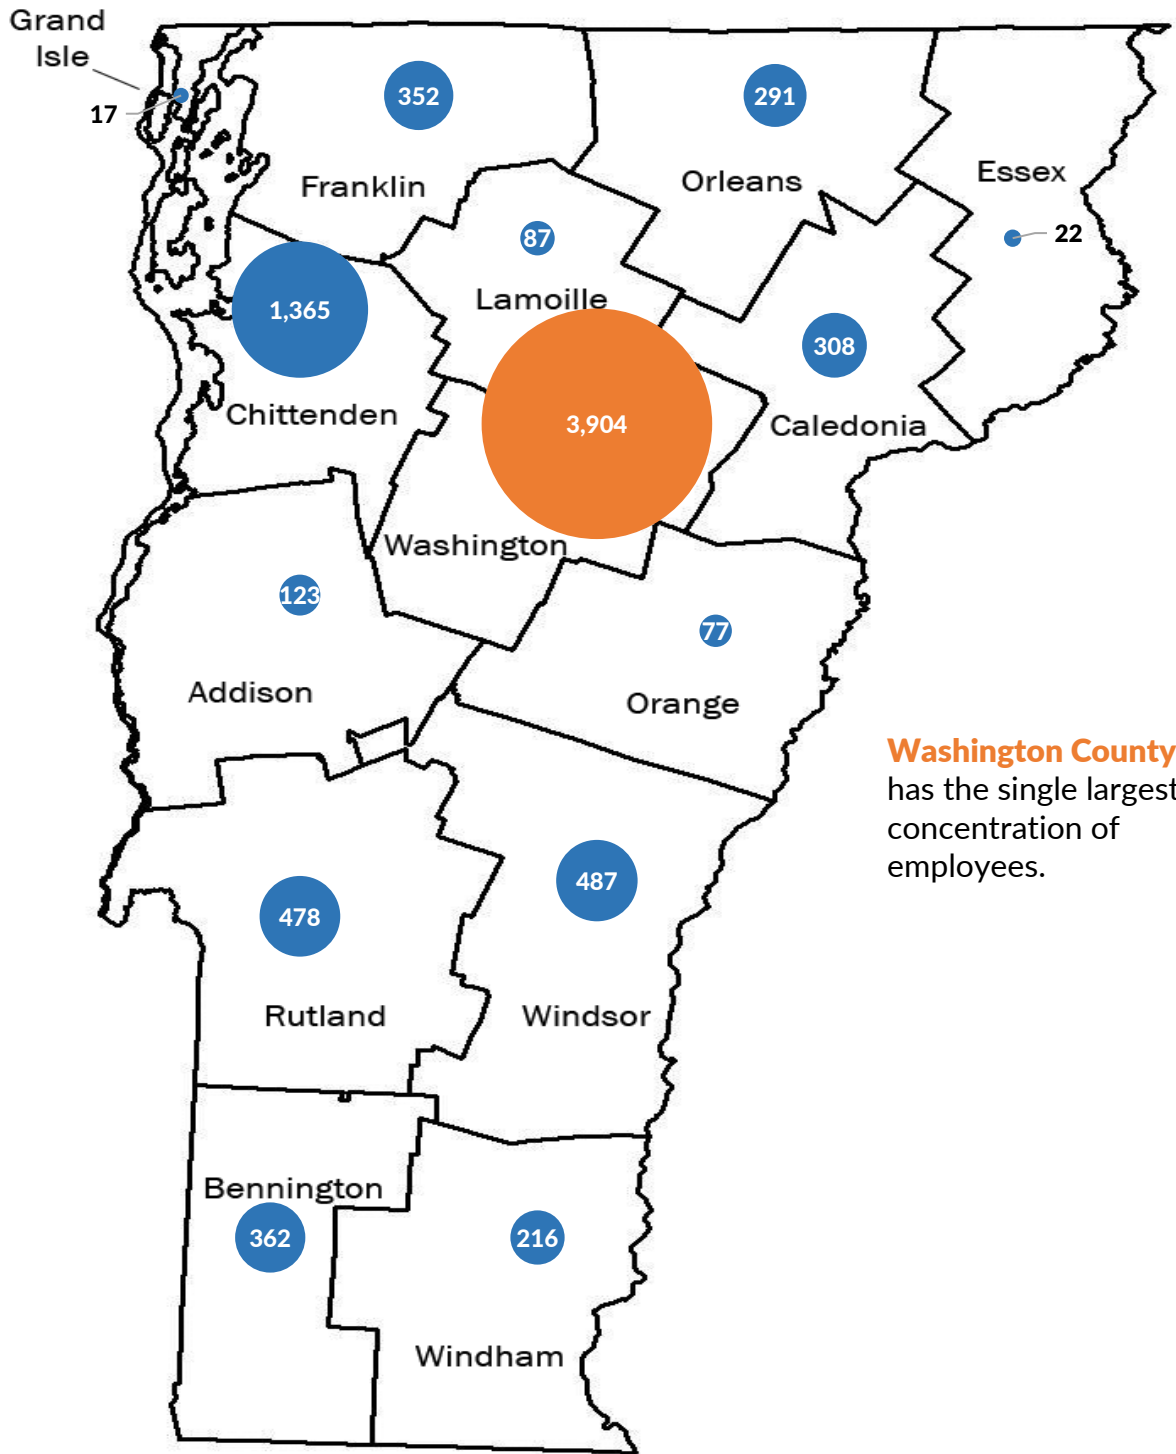 Grand
Isle
17
352
Franklin
291
Orleans
Essex
22
87
Lamoille
1,365
Chittenden
308
Caledonia
3,904
Washington
123
Addison
77
Orange
Washington County
has the single largest
concentration of
employees.
478
Rutland
487
Windsor
Bennington
362
216
Windham